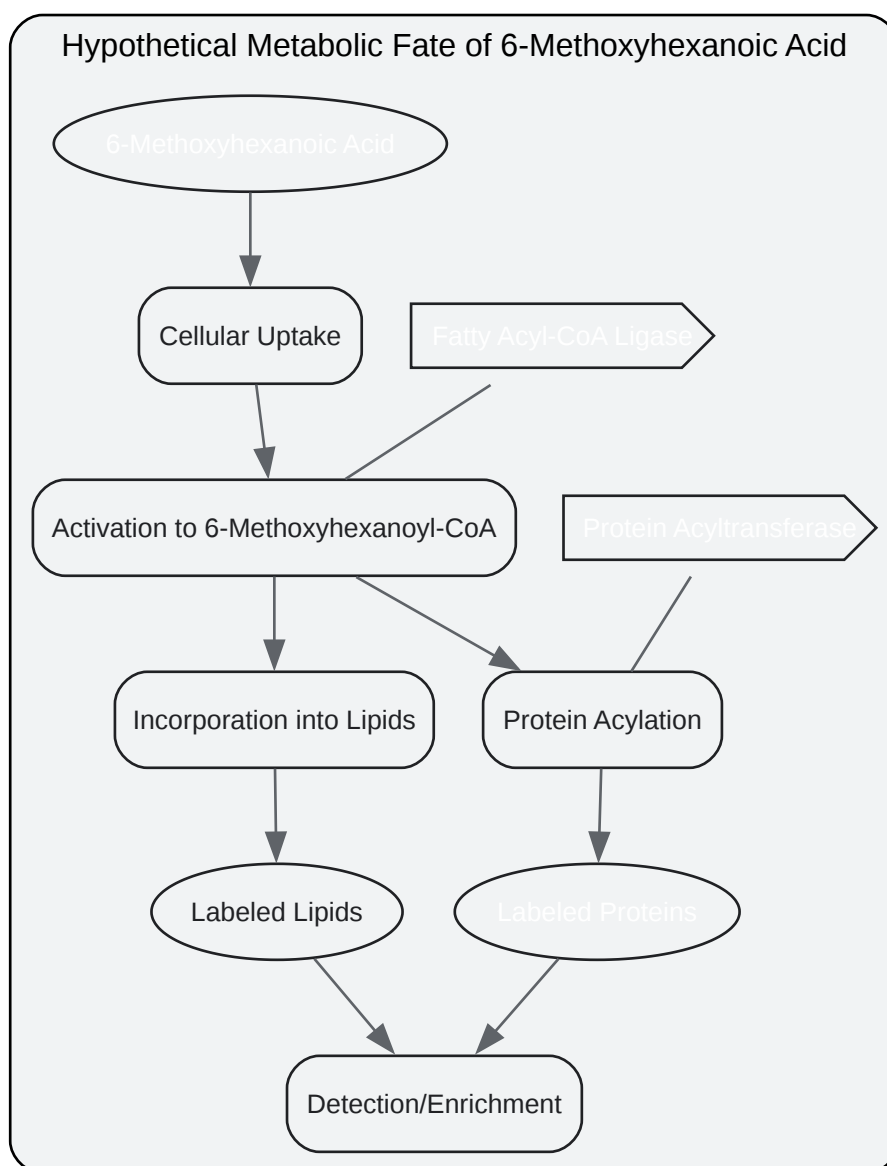 Hypothetical Metabolic Fate of 6-Methoxyhexanoic Acid
6-Methoxyhexanoic Acid
Cellular Uptake
Fatty Acyl-CoA Ligase
Activation to 6-Methoxyhexanoyl-CoA
Protein Acyltransferase
Incorporation into Lipids
Protein Acylation
Labeled Lipids
Labeled Proteins
Detection/Enrichment